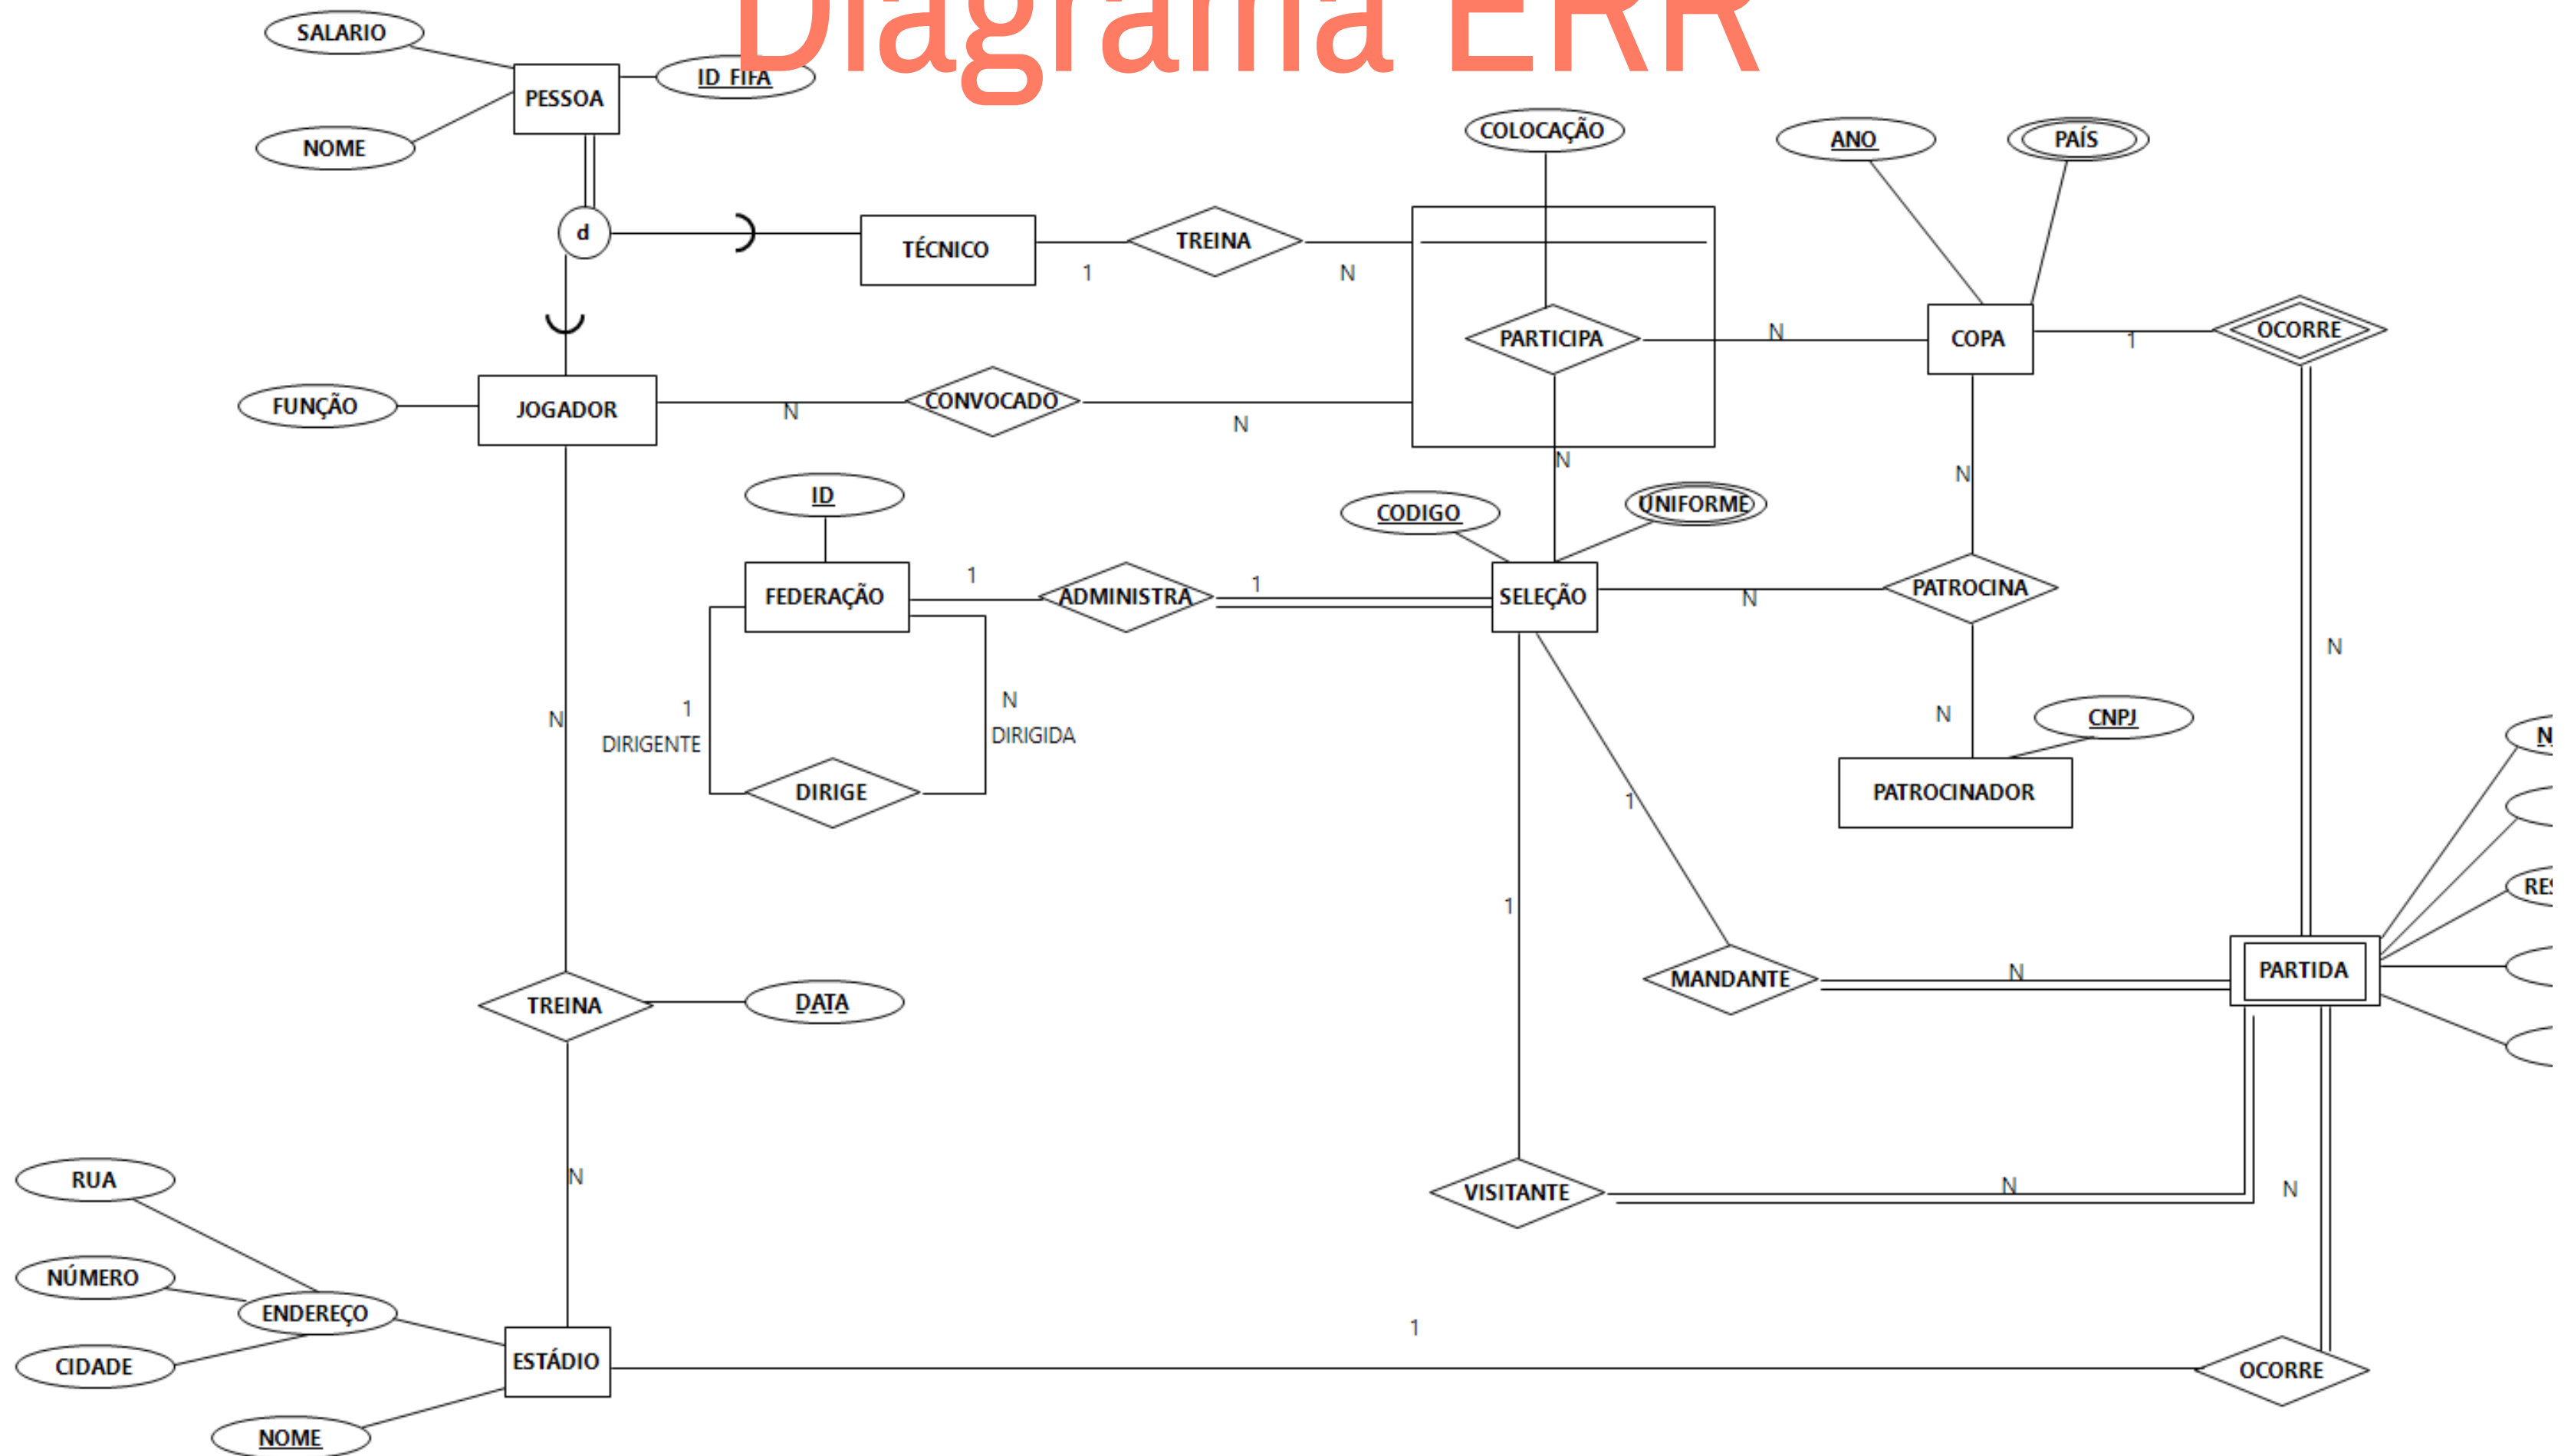 Diagrama ERR
SALARIO
ID_FIFA
PESSOA
NOME
COLOCAÇÃO
ANO
PAÍS
d
TÉCNICO
1
TREINA
N
PARTICIPA
N
COPA
1
OCORRE
FUNÇÃO
JOGADOR
N
CONVOCADO
N
N
N
ID
CODIGO
UNIFORME
FEDERAÇÃO
1
ADMINISTRA
1
SELEÇÃO
N
PATROCINA
N
1
DIRIGENTE
N
DIRIGIDA
N
N
CNPJ
DIRIGE
1
PATROCINADOR
1
MANDANTE
N
PARTIDA
TREINA
DATA
RUA
N
VISITANTE
N
N
NÚMERO
ENDEREÇO
1
CIDADE
ESTÁDIO
OCORRE
NOME